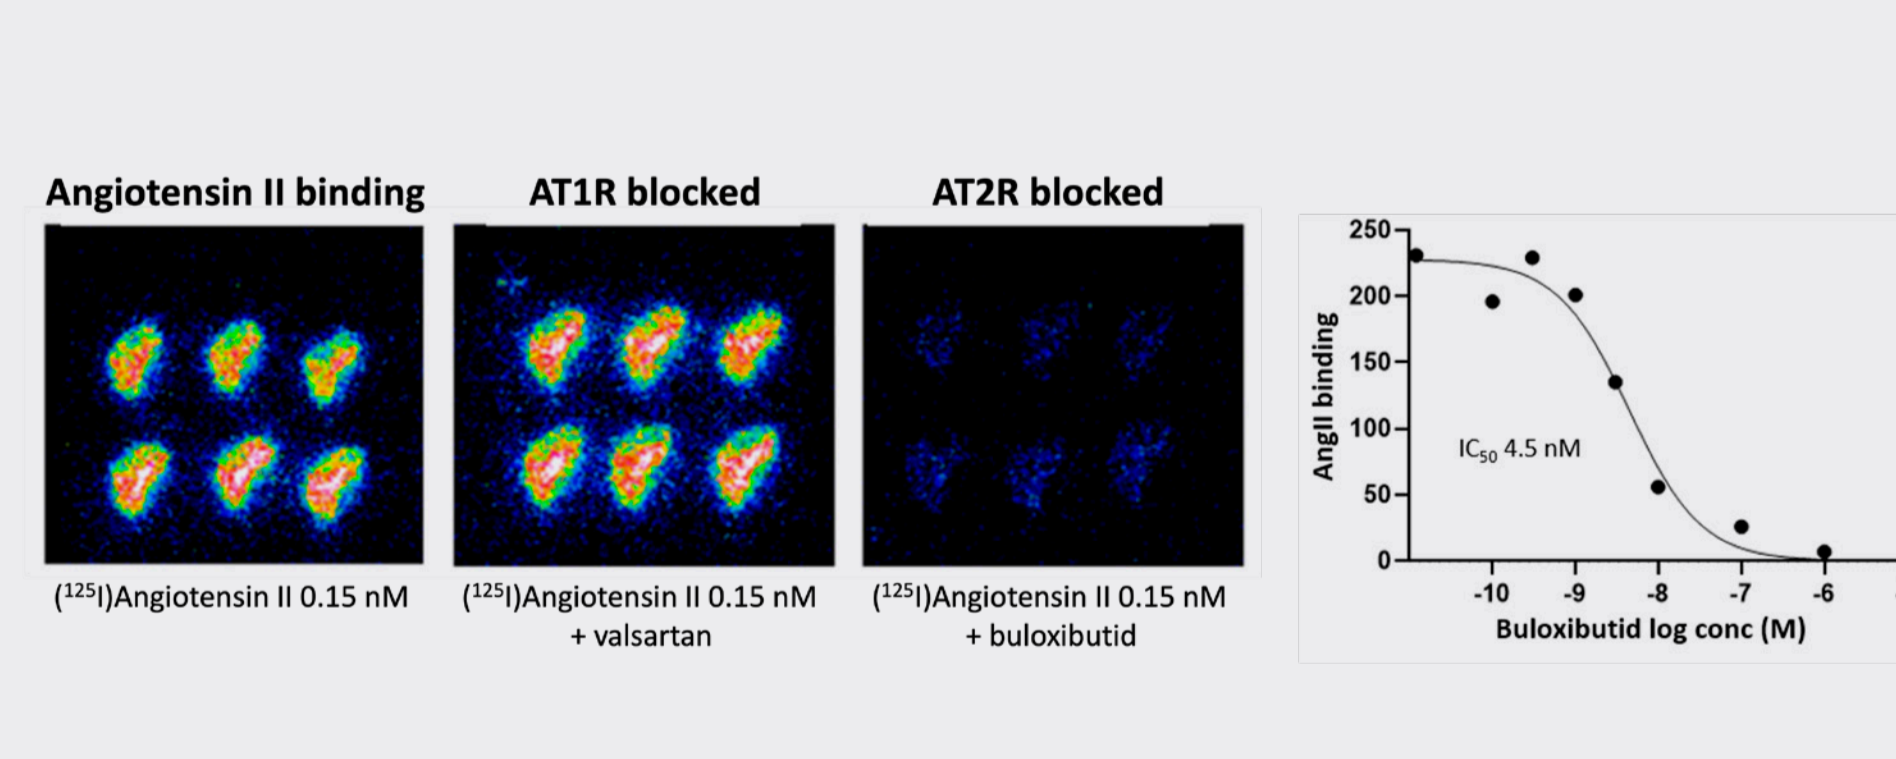 Angiotensin II binding
AT1R blocked
AT2R blocked
(¹²⁵I)Angiotensin II 0.15 nM
(¹²⁵I)Angiotensin II 0.15 nM
+ valsartan
(¹²⁵I)Angiotensin II 0.15 nM
+ buloxibutid
AngII binding
250
200
150
100
50
0
IC₅₀ 4.5 nM
-10
-9
-8
-7
-6
Buloxibutid log conc (M)